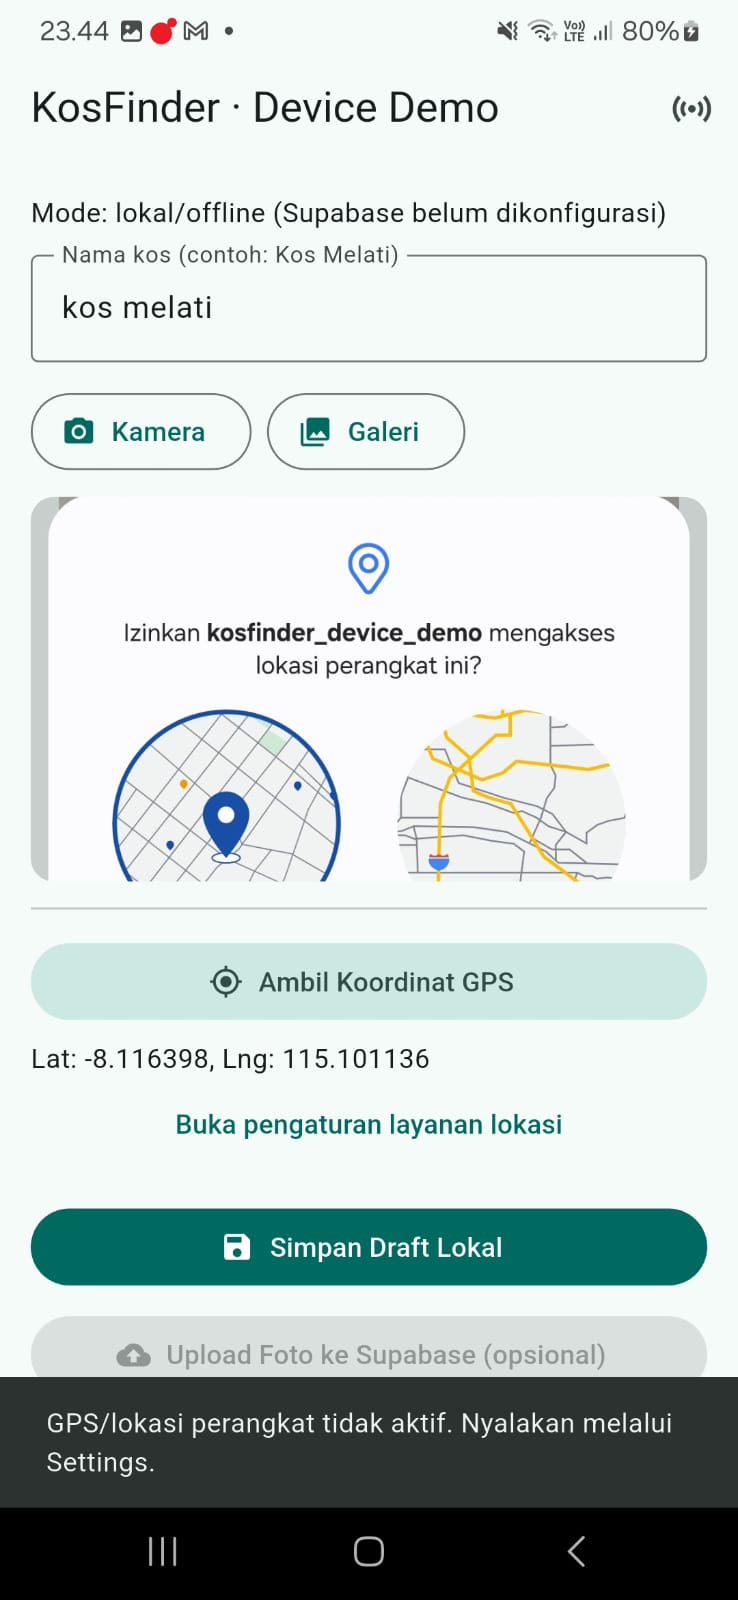 23.44
Vo)) LTE
80%
KosFinder · Device Demo
Mode: lokal/offline (Supabase belum dikonfigurasi)
Nama kos (contoh: Kos Melati)
kos melati
Kamera
Galeri
Izinkan kosfinder_device_demo mengakses
lokasi perangkat ini?
Ambil Koordinat GPS
Lat: -8.116398, Lng: 115.101136
Buka pengaturan layanan lokasi
Simpan Draft Lokal
Upload Foto ke Supabase (opsional)
GPS/lokasi perangkat tidak aktif. Nyalakan melalui
Settings.